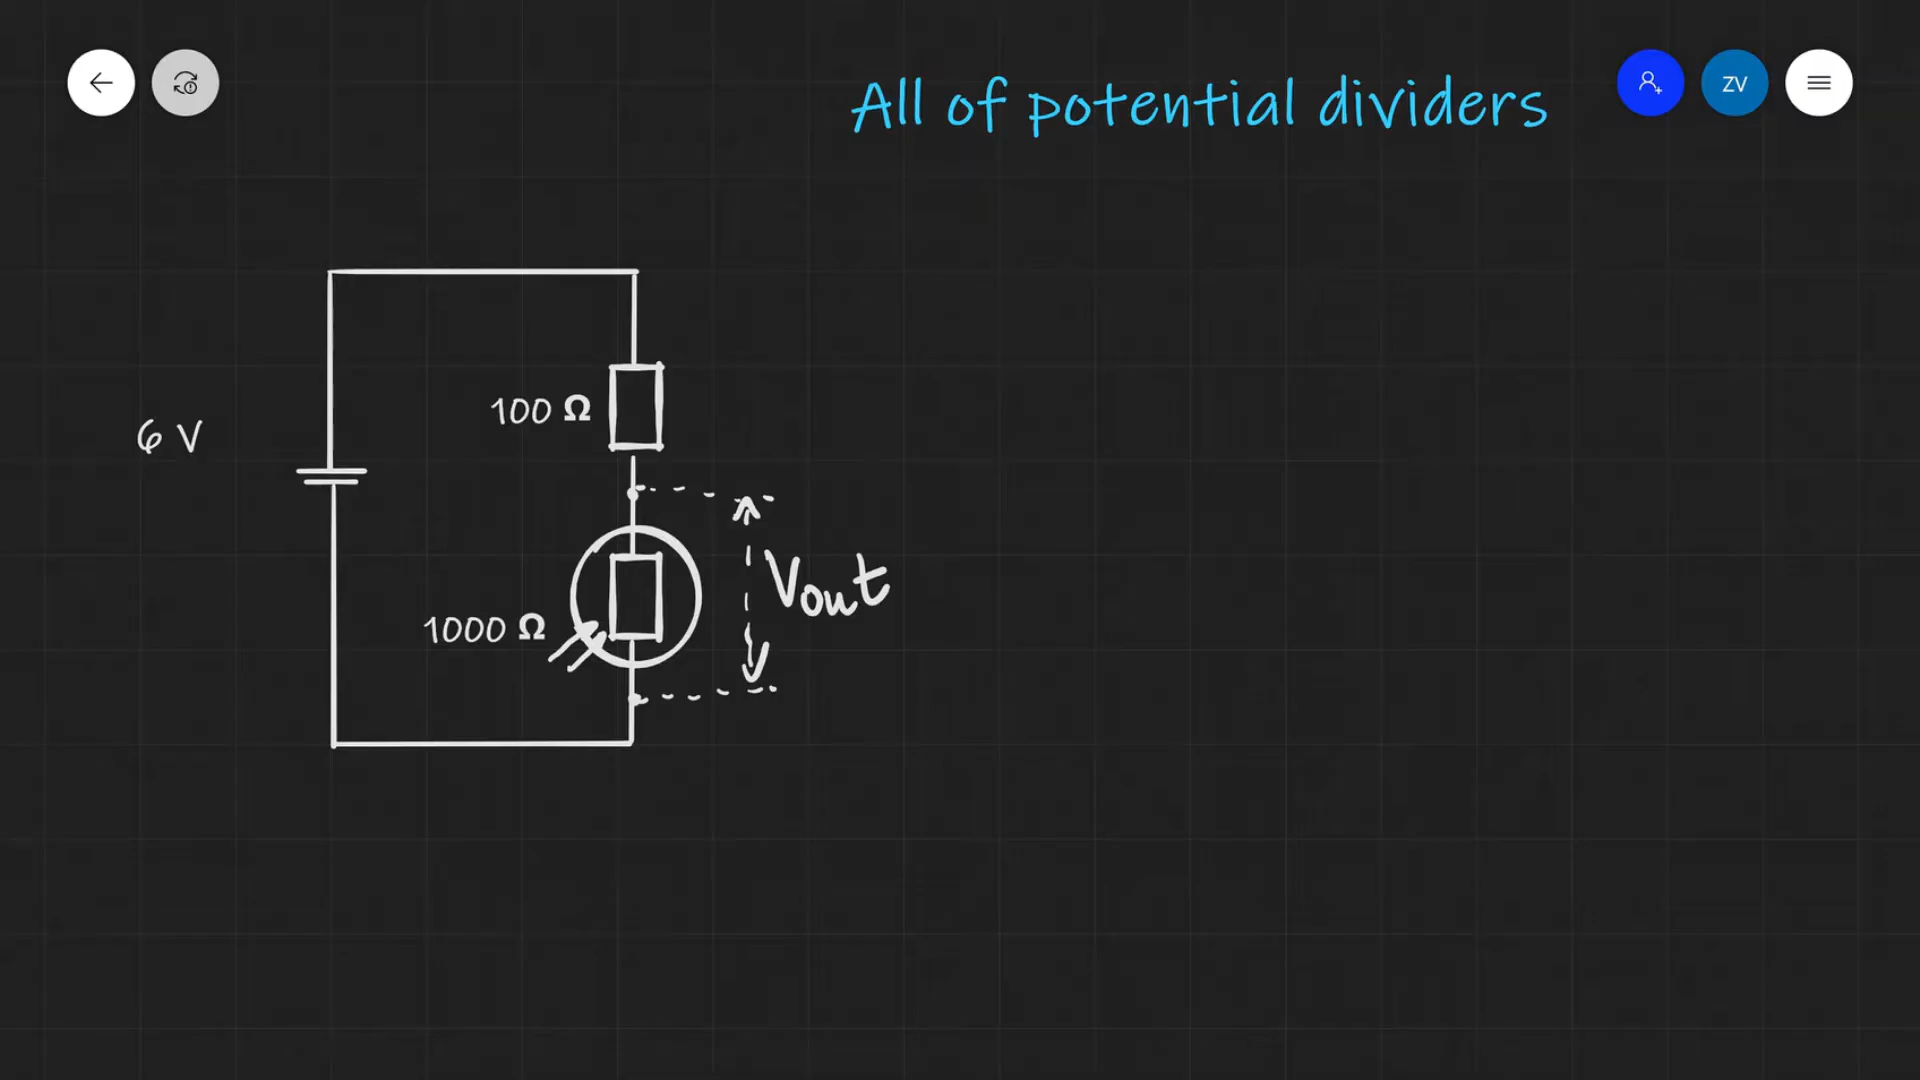 ZV
All of potential dividers
100 Ω
6 V
Vout
1000 Ω